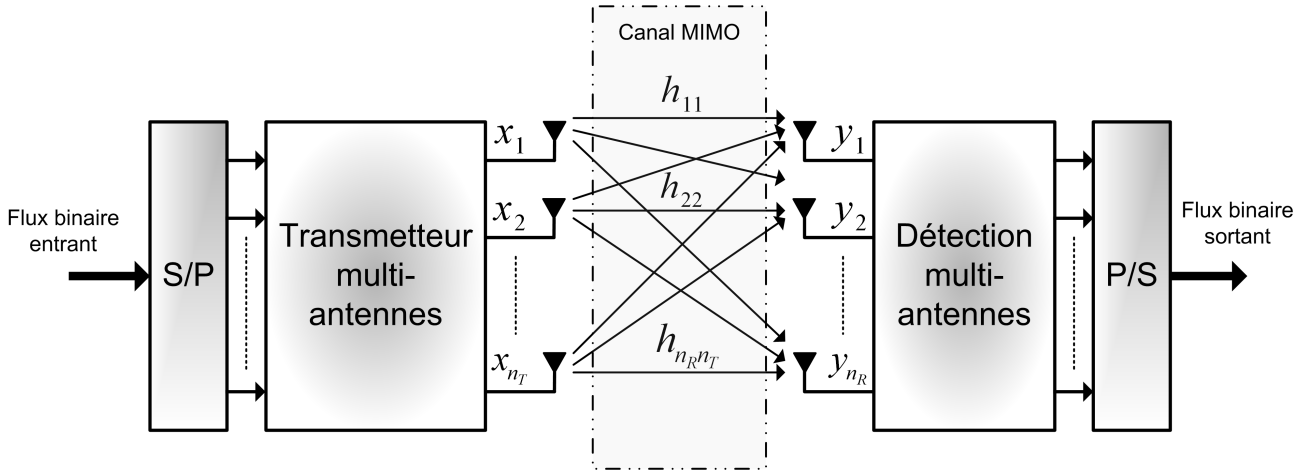 Canal MIMO
h11
x1
y1
h22
x2
y2
Flux binaire
entrant
S/P
Transmetteur
multi-
antennes
Détection
multi-
antennes
P/S
Flux binaire
sortant
hnRnT
xnT
ynR